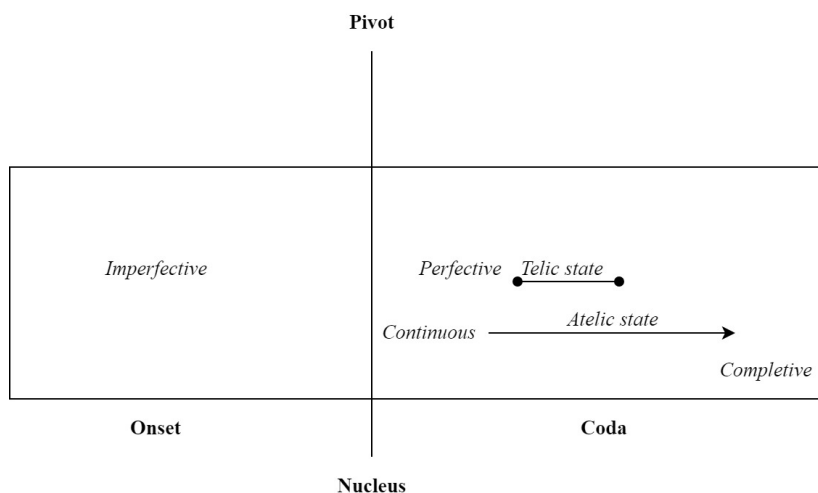 Pivot
Imperfective
Perfective Telic state
Atelic state
Continuous
Completive
Onset Coda
Nucleus